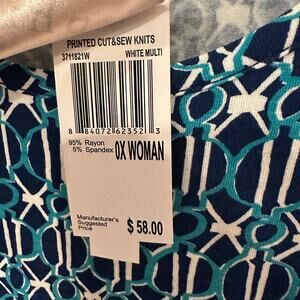 PRINTED CUT&SEW KNITS
3711821W WHITE MULTI
8 84072 62352 3
95% Rayon
5% Spandex 0X WOMAN
Manufacturer's
Suggested
Price $ 58.00